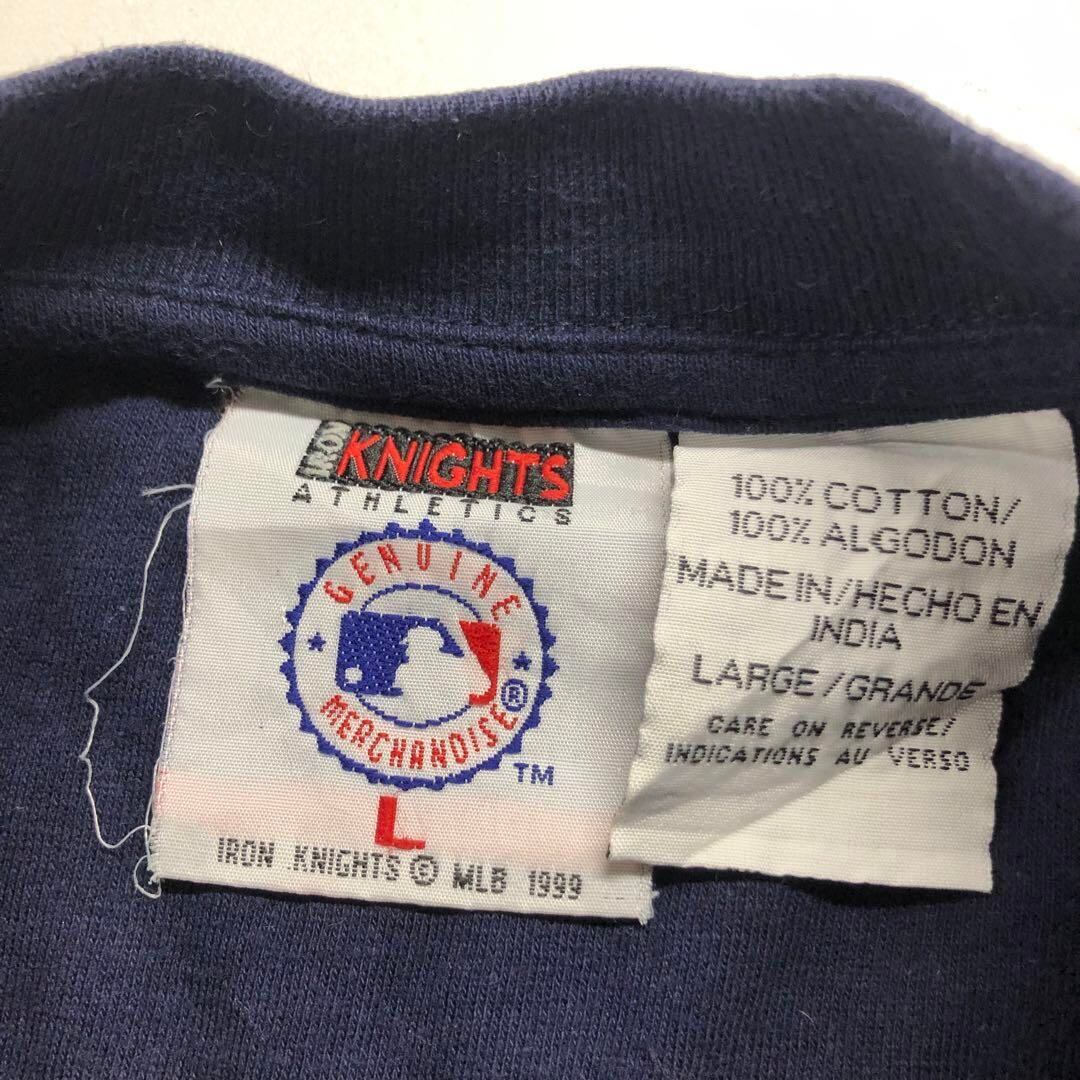 IRON KNIGHTS
ATHLETICS
GENUINE
MERCHANDISE®
TM
L
IRON KNIGHTS © MLB 1999
100% COTTON/
100% ALGODON
MADE IN/HECHO EN
INDIA
LARGE/GRANDE
CARE ON REVERSE/
INDICATIONS AU VERSO